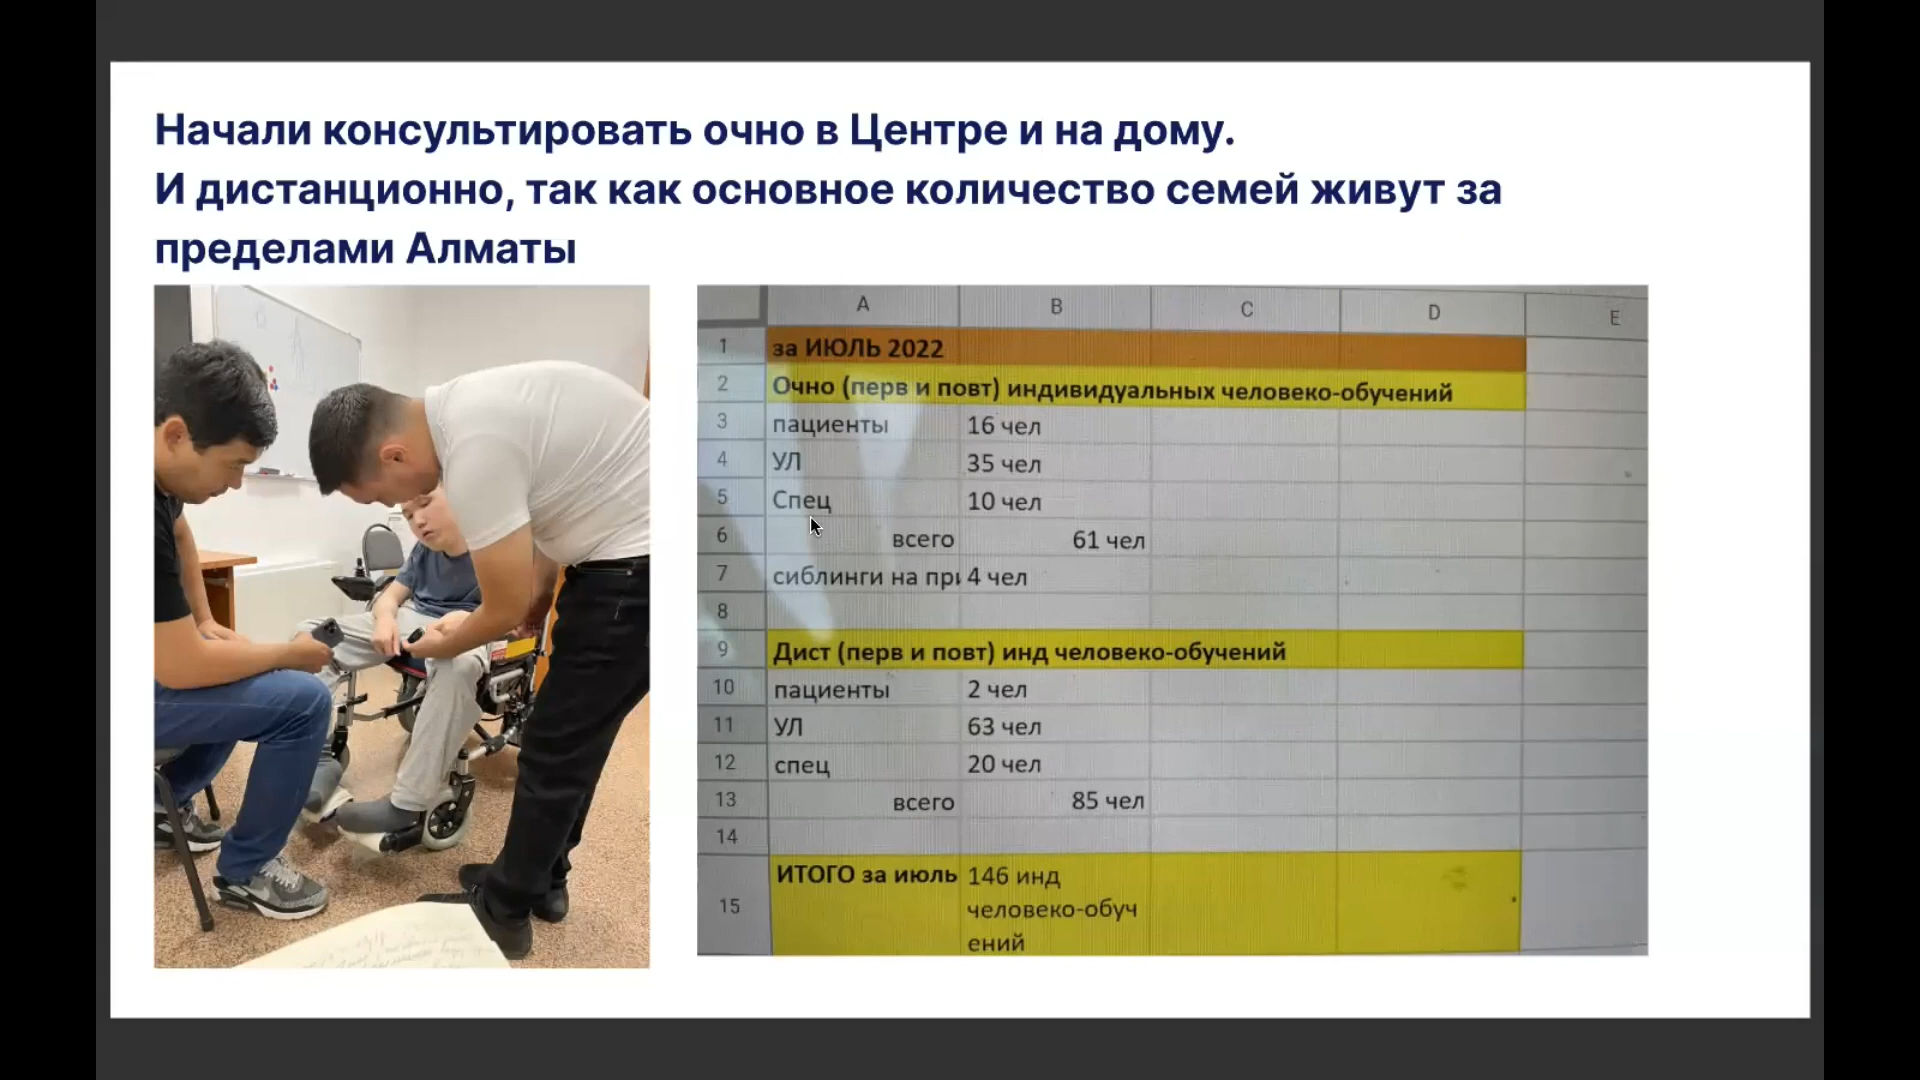 Начали консультировать очно в Центре и на дому.
И дистанционно, так как основное количество семей живут за
пределами Алматы
A B C D E
1 за ИЮЛЬ 2022
2 Очно (перв и повт) индивидуальных человеко-обучений
3 пациенты 16 чел
4 УЛ 35 чел
5 Спец 10 чел
6 всего 61 чел
7 сиблинги на при 4 чел
8
9 Дист (перв и повт) инд человеко-обучений
10 пациенты 2 чел
11 УЛ 63 чел
12 спец 20 чел
13 всего 85 чел
14
15 ИТОГО за июль 146 инд
человеко-обуч
ений